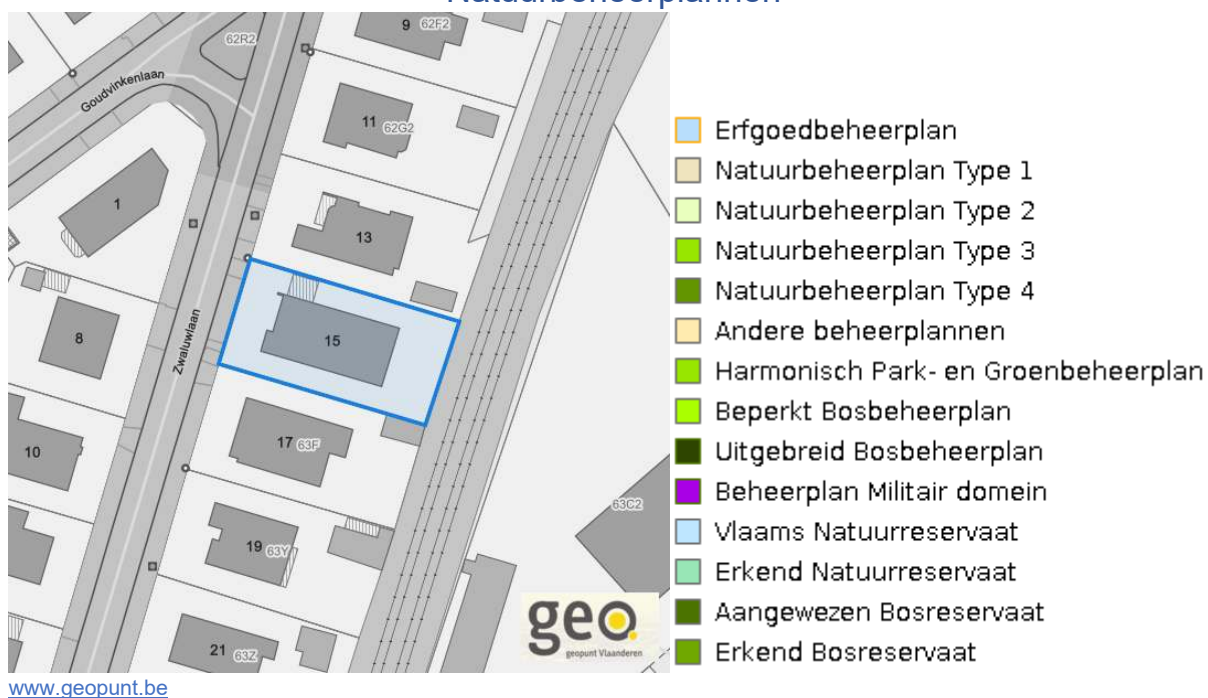 Natuurbeheerplannen
9 62F2
62R2
Goudvinkenlaan
11 62G2
1
13
15
8
Zwaluwlaan
17 63F
10
63C2
19 63Y
21 63Z
geo
geopunt Vlaanderen
Erfgoedbeheerplan
Natuurbeheerplan Type 1
Natuurbeheerplan Type 2
Natuurbeheerplan Type 3
Natuurbeheerplan Type 4
Andere beheerplannen
Harmonisch Park- en Groenbeheerplan
Beperkt Bosbeheerplan
Uitgebreid Bosbeheerplan
Beheerplan Militair domein
Vlaams Natuurreservaat
Erkend Natuurreservaat
Aangewezen Bosreservaat
Erkend Bosreservaat
www.geopunt.be